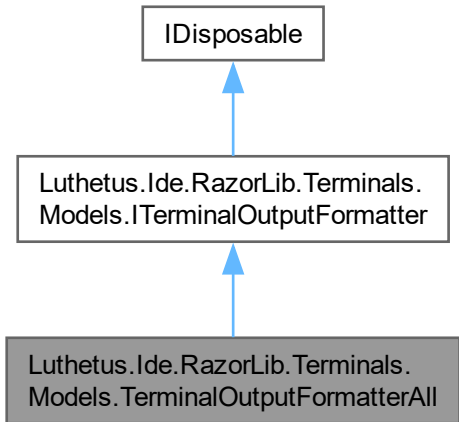 IDisposable
Luthetus.Ide.RazorLib.Terminals.
Models.ITerminalOutputFormatter
Luthetus.Ide.RazorLib.Terminals.
Models.TerminalOutputFormatterAll